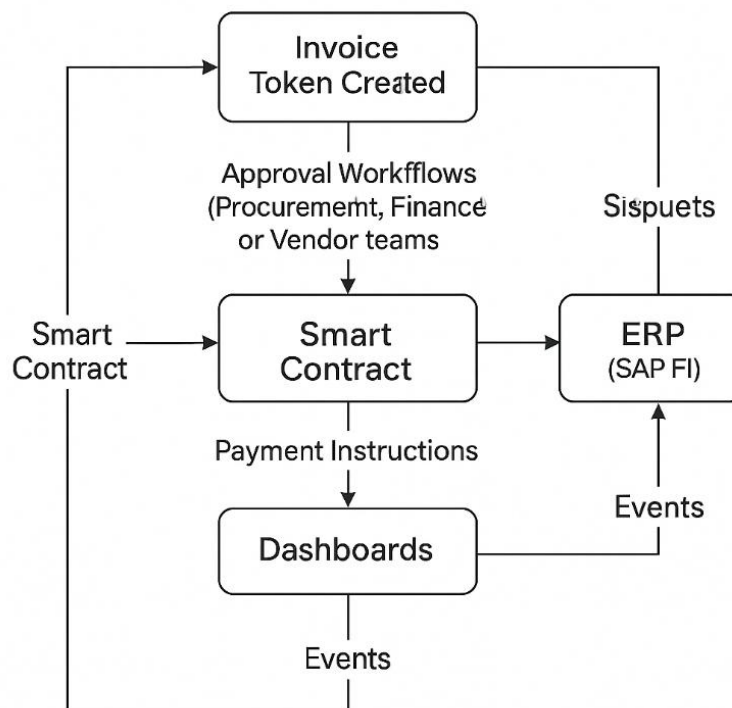 Invoice
Token Created
Approval Workfflows
(Procurememt, Finance
or Vendor teams
Sispuets
Smart
Contract
Smart
Contract
ERP
(SAP FI)
Payment Instructions
Events
Dashboards
Events